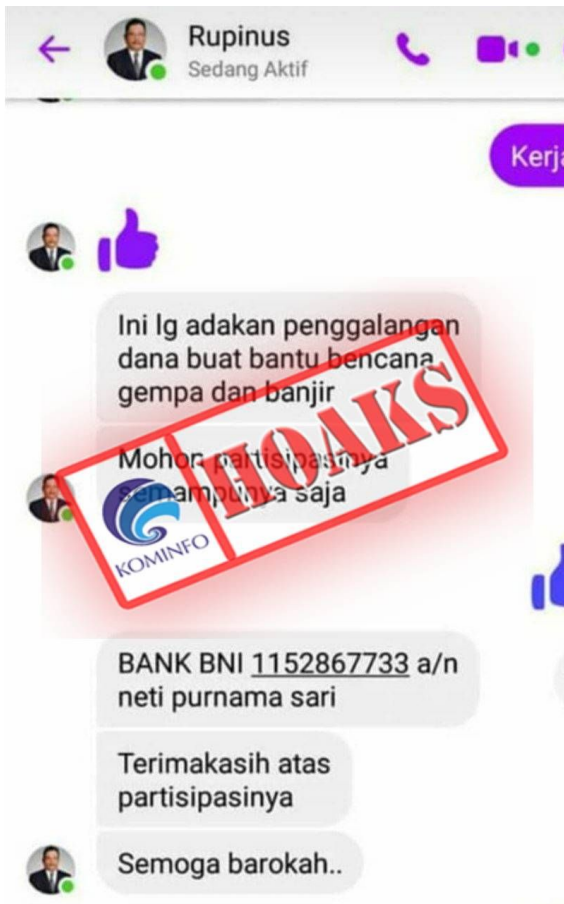 Rupinus
Sedang Aktif
Kerja
Ini lg adakan penggalangan
dana buat bantu bencana
gempa dan banjir
Mohon partisipasinya
semampunya saja
HOAKS
KOMINFO
BANK BNI 1152867733 a/n
neti purnama sari
Terimakasih atas
partisipasinya
Semoga barokah..